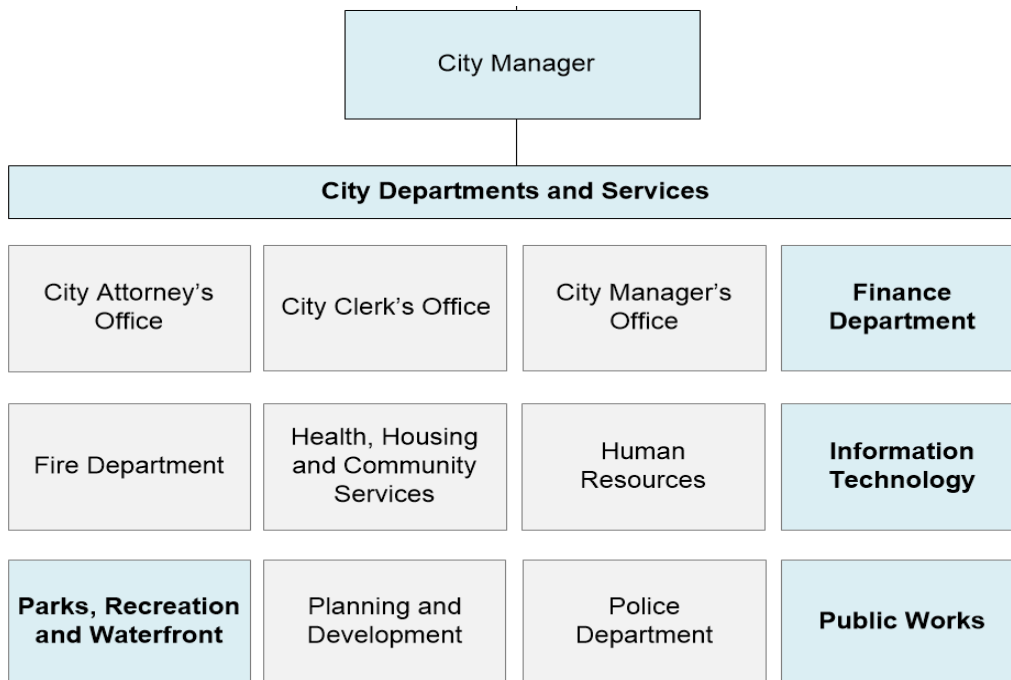 City Manager
City Departments and Services
City Attorney's
Office
City Clerk's Office
City Manager's
Office
Finance
Department
Fire Department
Health, Housing
and Community
Services
Human
Resources
Information
Technology
Parks, Recreation
and Waterfront
Planning and
Development
Police
Department
Public Works